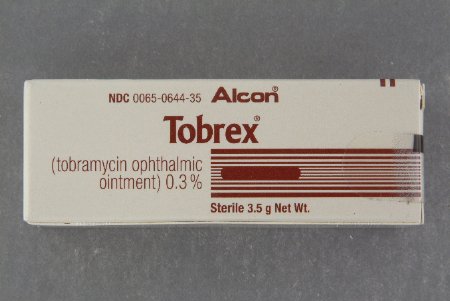 NDC 0065-0644-35 Alcon®
Tobrex®
(tobramycin ophthalmic
ointment) 0.3%
Sterile 3.5 g Net Wt.